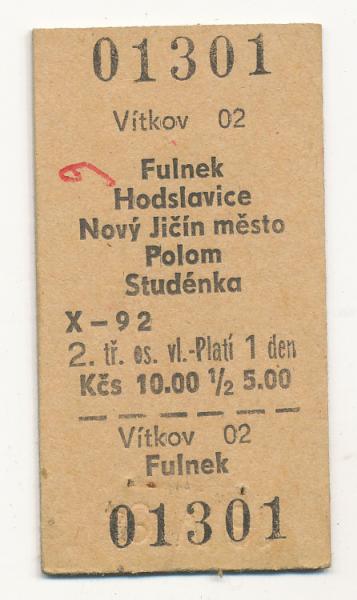 01301
Vítkov 02
Fulnek
Hodslavice
Nový Jičín město
Polom
Studénka
X-92
2. tř. os. vl.-Platí 1 den
Kčs 10.00 ½ 5.00
Vítkov 02
Fulnek
01301